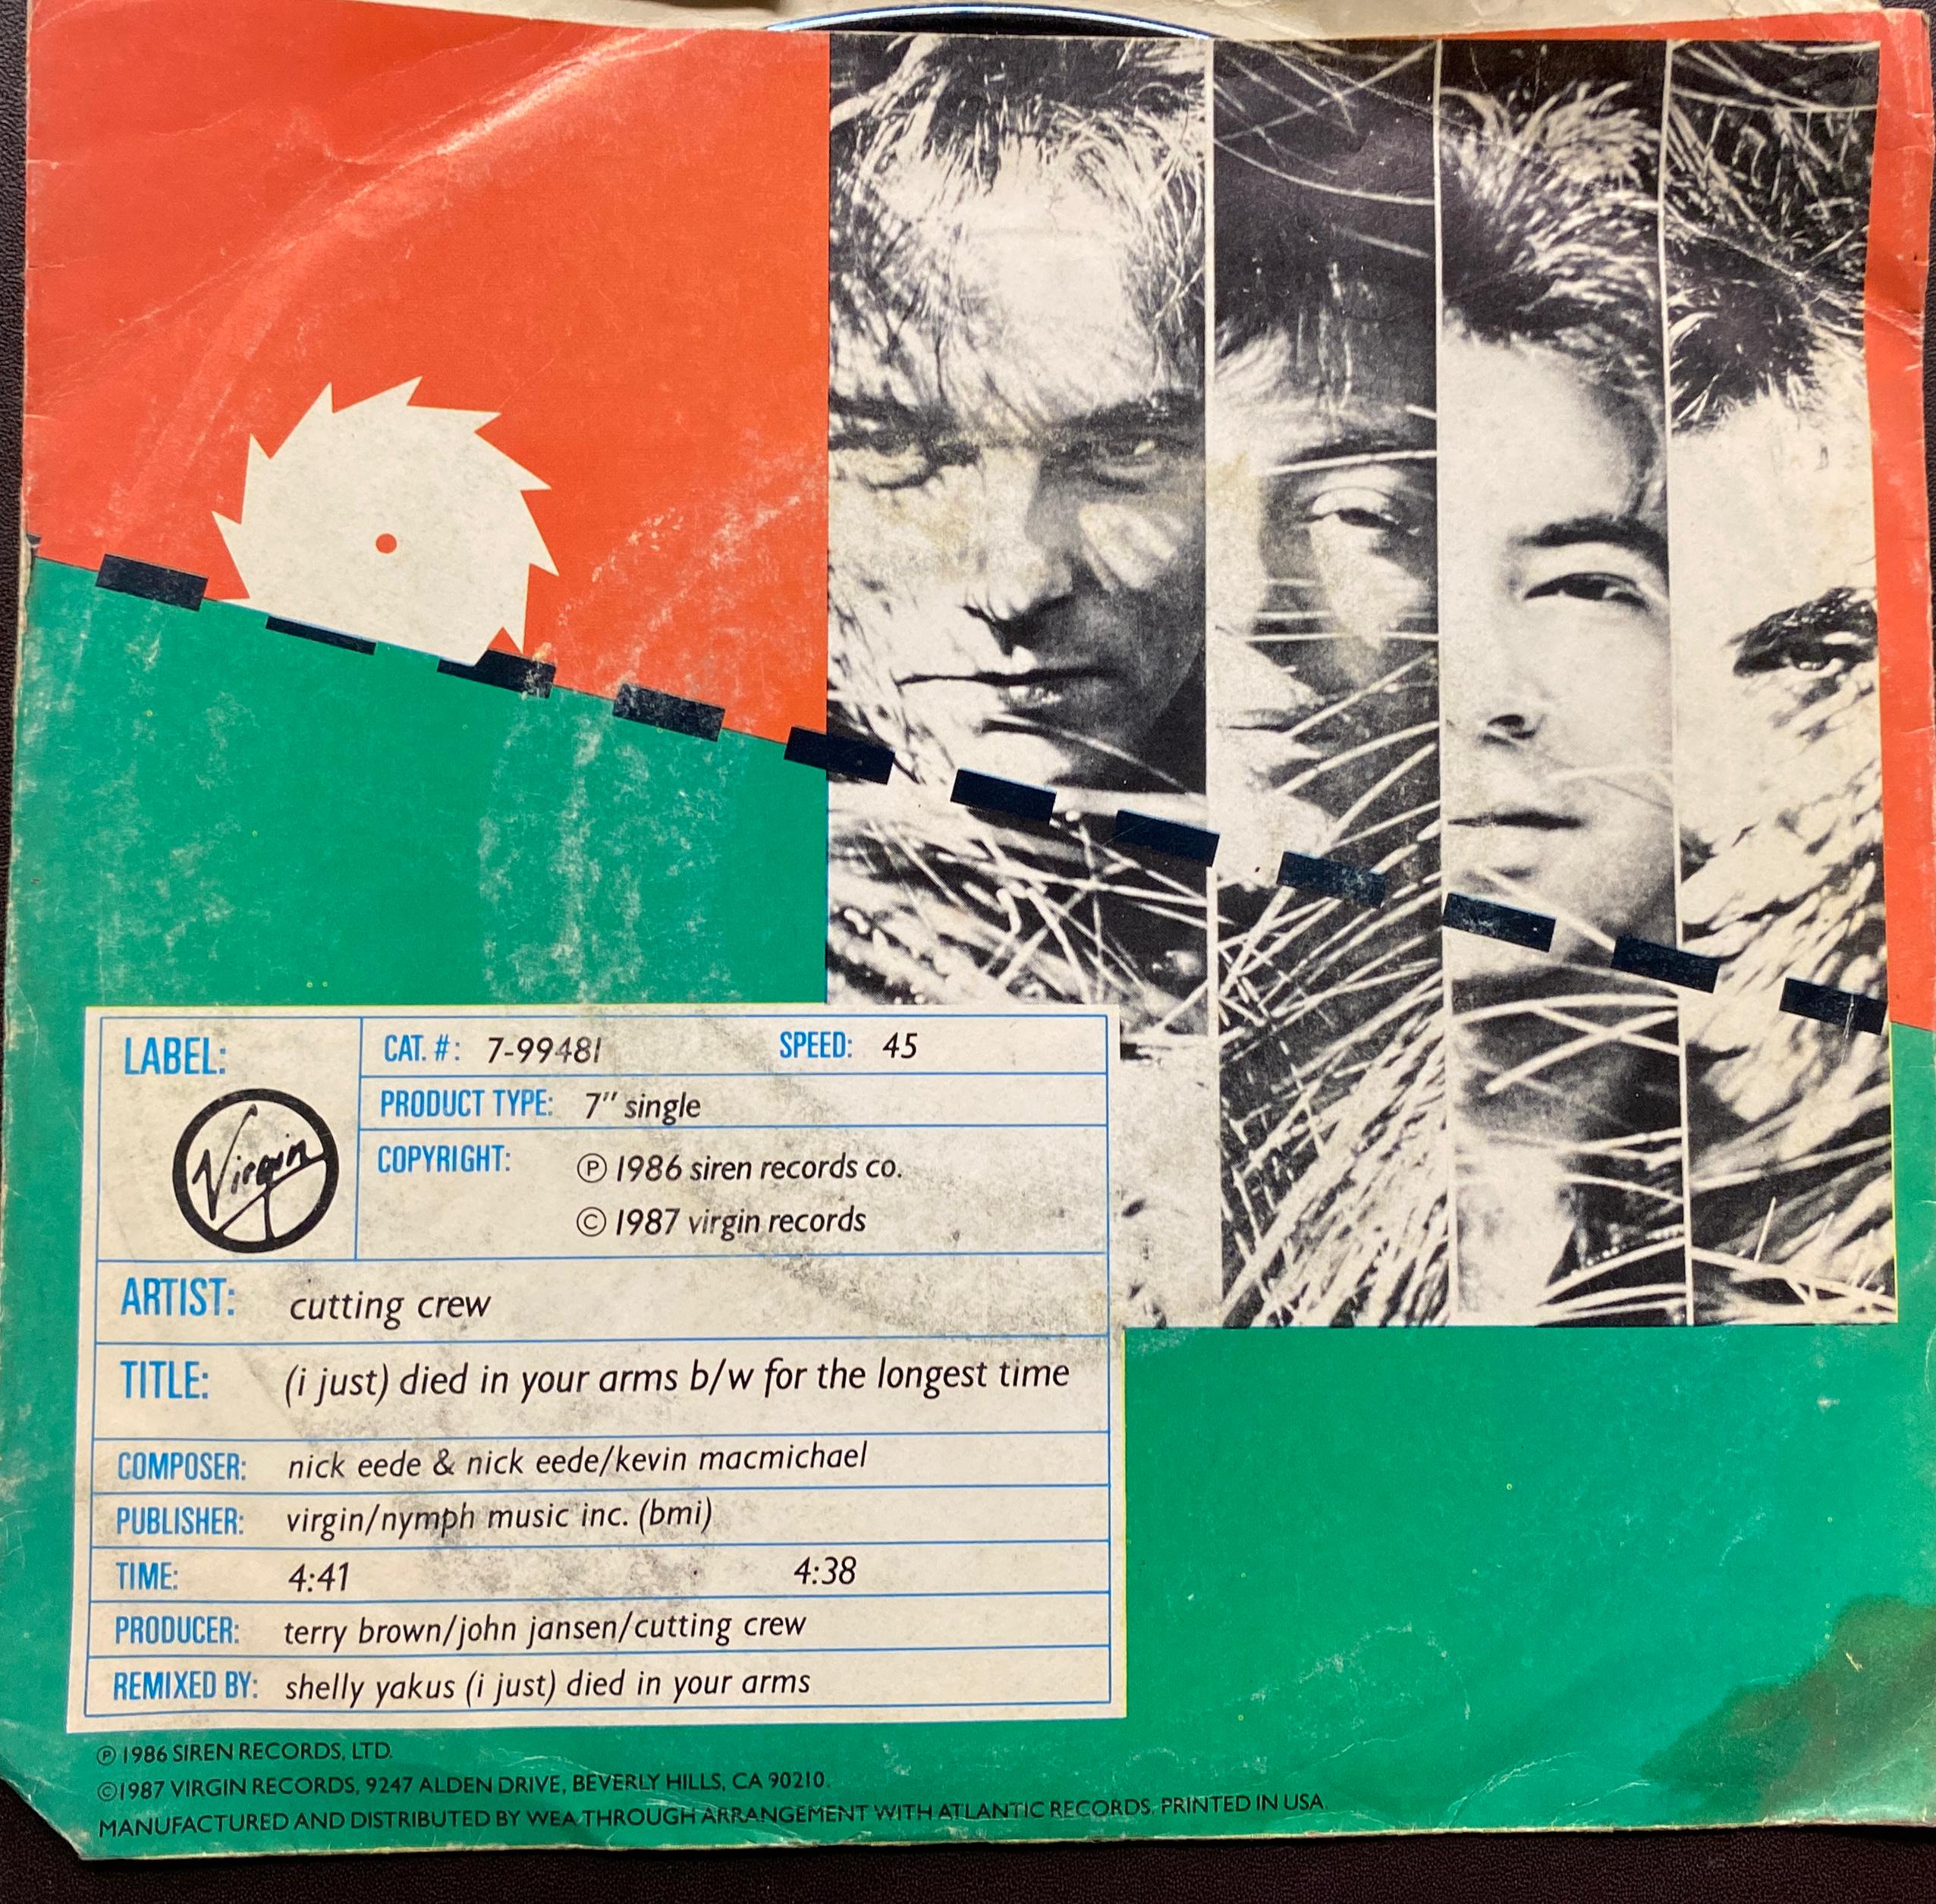 LABEL:
Virgin
CAT. #: 7-99481 SPEED: 45
PRODUCT TYPE: 7" single
COPYRIGHT: ℗ 1986 siren records co.
© 1987 virgin records
ARTIST: cutting crew
TITLE: (i just) died in your arms b/w for the longest time
COMPOSER: nick eede & nick eede/kevin macmichael
PUBLISHER: virgin/nymph music inc. (bmi)
TIME: 4:41 4:38
PRODUCER: terry brown/john jansen/cutting crew
REMIXED BY: shelly yakus (i just) died in your arms
℗ 1986 SIREN RECORDS, LTD.
©1987 VIRGIN RECORDS, 9247 ALDEN DRIVE, BEVERLY HILLS, CA 90210.
MANUFACTURED AND DISTRIBUTED BY WEA THROUGH ARRANGEMENT WITH ATLANTIC RECORDS. PRINTED IN USA.